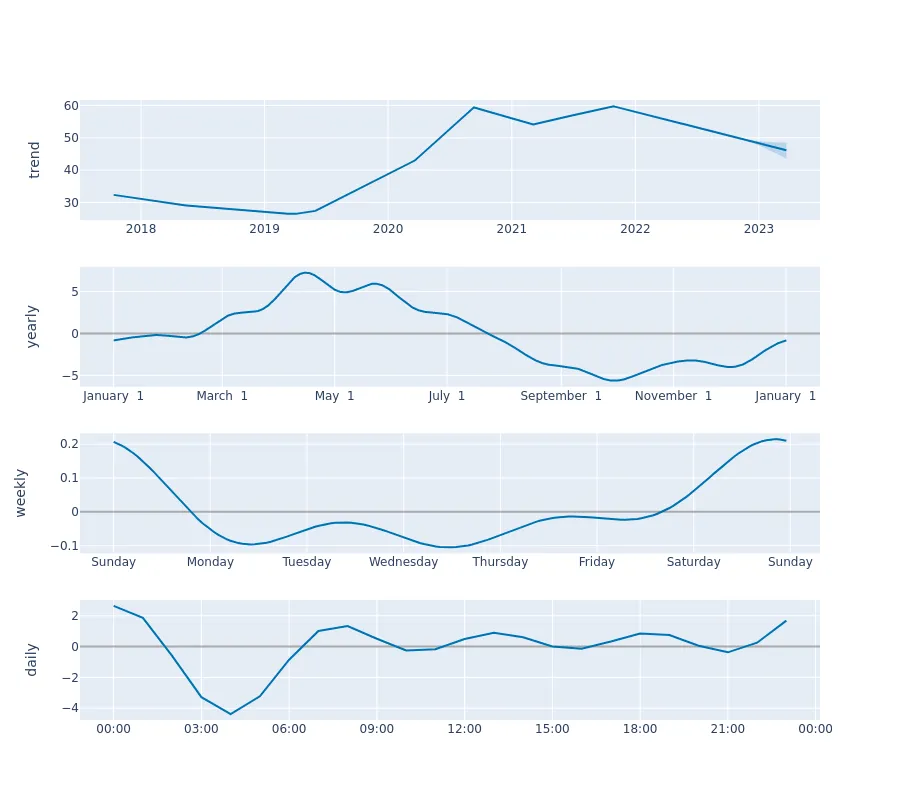 trend
60
50
40
30
2018 2019 2020 2021 2022 2023
yearly
5
0
−5
January 1 March 1 May 1 July 1 September 1 November 1 January 1
weekly
0.2
0.1
0
−0.1
Sunday Monday Tuesday Wednesday Thursday Friday Saturday Sunday
daily
2
0
−2
−4
00:00 03:00 06:00 09:00 12:00 15:00 18:00 21:00 00:00